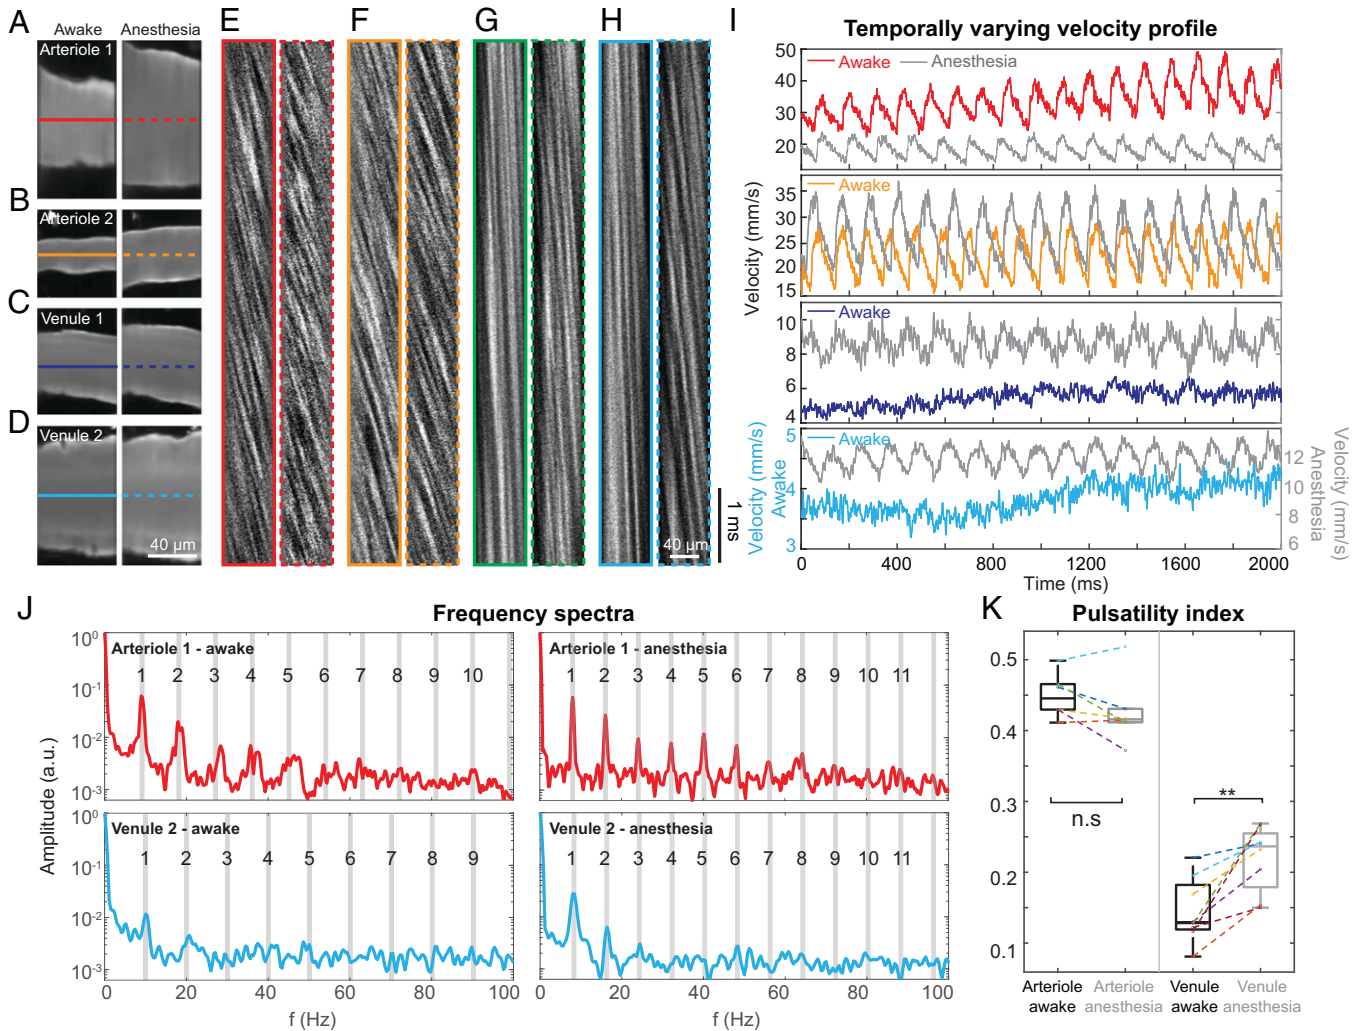 A
Awake
Anesthesia
Arteriole 1
B
Arteriole 2
C
Venule 1
D
Venule 2
40 µm
E
F
G
H
1 ms
40 µm
I
Temporally varying velocity profile
Awake
Anesthesia
50
40
30
20
Awake
35
30
25
20
15
Velocity (mm/s)
Awake
10
8
6
4
Awake
5
4
3
Velocity (mm/s)
Awake
12
10
8
6
Velocity (mm/s)
Anesthesia
0
400
800
1200
1600
2000
Time (ms)
J
Frequency spectra
Arteriole 1 - awake
1 2 3 4 5 6 7 8 9 10
10^0
10^-1
10^-2
10^-3
Arteriole 1 - anesthesia
1 2 3 4 5 6 7 8 9 10 11
Amplitude (a.u.)
Venule 2 - awake
1 2 3 4 5 6 7 8 9
10^0
10^-1
10^-2
10^-3
Venule 2 - anesthesia
1 2 3 4 5 6 7 8 9 10 11
0 20 40 60 80 100
f (Hz)
0 20 40 60 80 100
f (Hz)
K
Pulsatility index
0.5
0.4
0.3
0.2
0.1
n.s
**
Arteriole
awake
Arteriole
anesthesia
Venule
awake
Venule
anesthesia